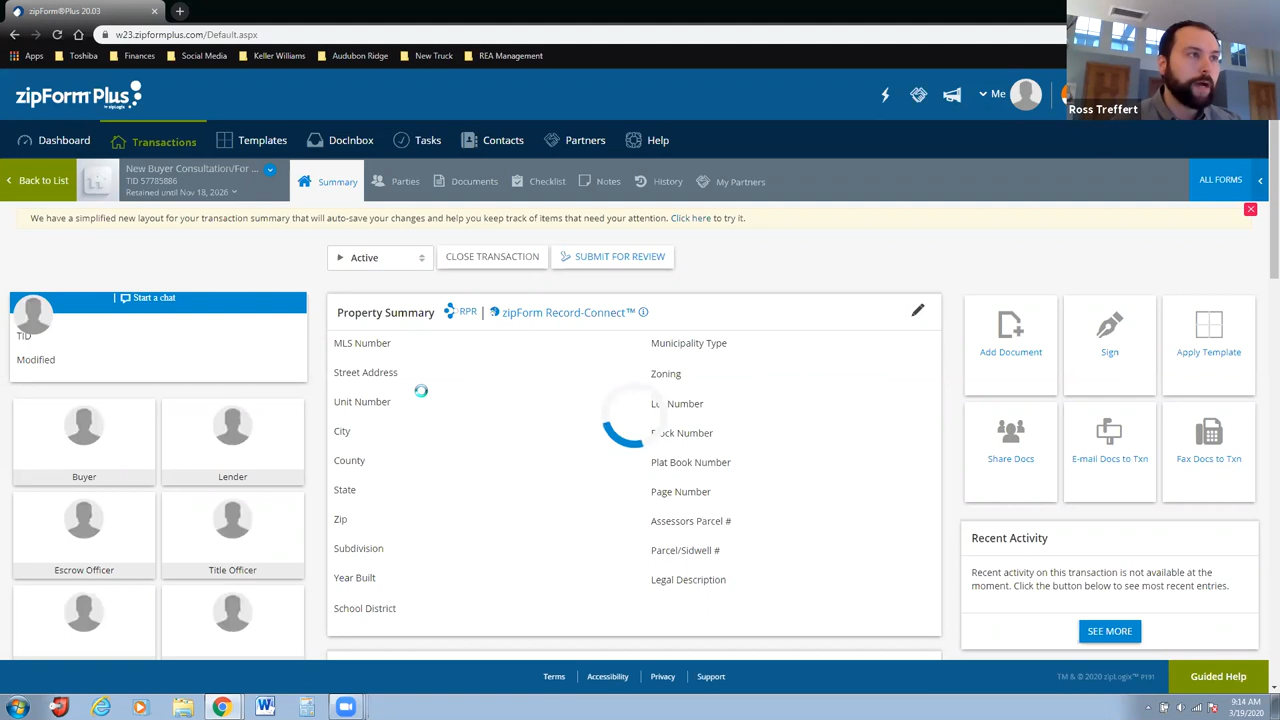 zipForm®Plus 20.03
w23.zipformplus.com/Default.aspx
Apps Toshiba Finances Social Media Keller Williams Audubon Ridge New Truck REA Management
Ross Treffert
zipForm Plus
by zipLogix
Me
Dashboard Transactions Templates DocInbox Tasks Contacts Partners Help
Back to List
New Buyer Consultation/For ...
TID 57785886
Retained until Nov 18, 2026
Summary Parties Documents Checklist Notes History My Partners
ALL FORMS
We have a simplified new layout for your transaction summary that will auto-save your changes and help you keep track of items that need your attention. Click here to try it.
Active CLOSE TRANSACTION SUBMIT FOR REVIEW
Start a chat
TID
Modified
Buyer Lender
Escrow Officer Title Officer
Property Summary RPR | zipForm Record-Connect™
MLS Number Municipality Type
Street Address Zoning
Unit Number Lot Number
City Block Number
County Plat Book Number
State Page Number
Zip Assessors Parcel #
Subdivision Parcel/Sidwell #
Year Built Legal Description
School District
Add Document Sign Apply Template
Share Docs E-mail Docs to Txn Fax Docs to Txn
Recent Activity
Recent activity on this transaction is not available at the
moment. Click the button below to see most recent entries.
SEE MORE
Terms | Accessibility | Privacy | Support
TM & © 2020 zipLogix™ P191
Guided Help
9:14 AM
3/19/2020